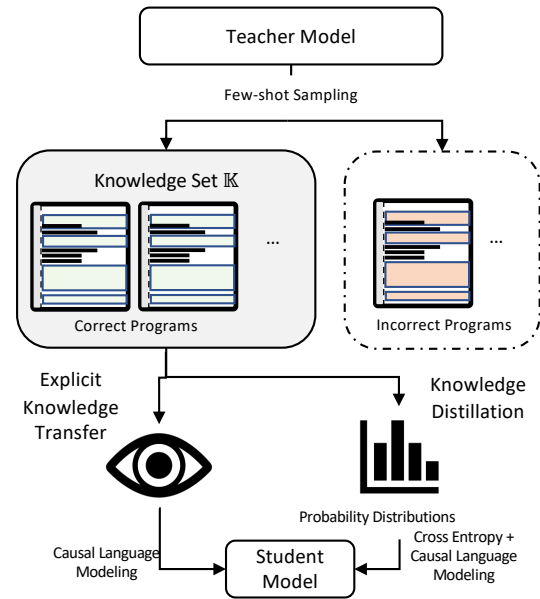 Teacher Model
Few-shot Sampling
Knowledge Set 𝕂
...
...
Correct Programs
Incorrect Programs
Explicit
Knowledge
Transfer
Knowledge
Distillation
Probability Distributions
Causal Language
Modeling
Student
Model
Cross Entropy +
Causal Language
Modeling